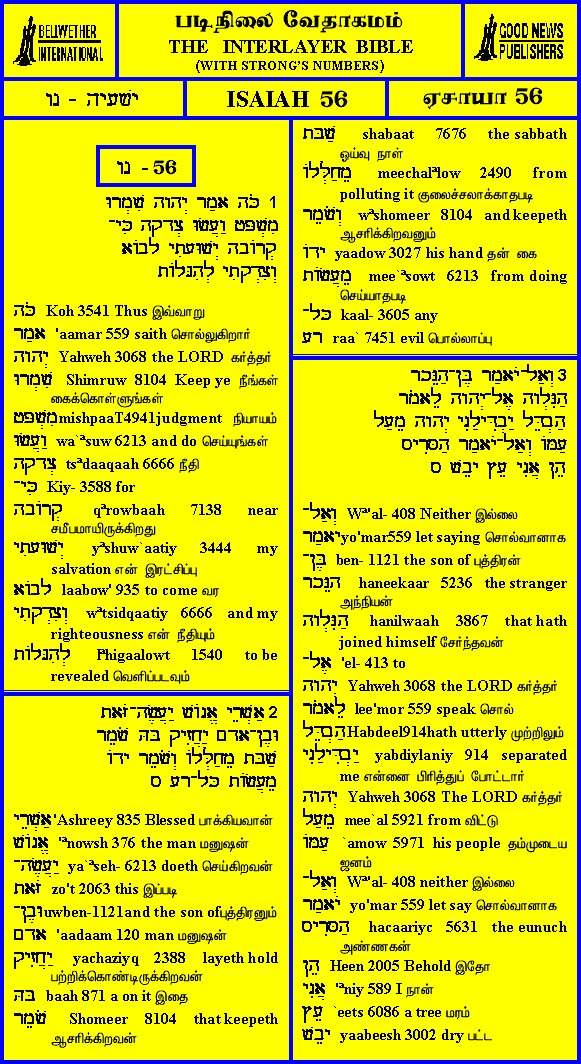 BELLWETHER
INTERNATIONAL
படிநிலை வேதாகமம்
THE INTERLAYER BIBLE
(WITH STRONG'S NUMBERS)
GOOD NEWS
PUBLISHERS
ישעיה - נו
ISAIAH 56
ஏசாயா 56
נו - 56
1 כֹּה אָמַר יְהוָה שִׁמְרוּ
מִשְׁפָּט וַעֲשׂוּ צְדָקָה כִּי־
קְרוֹבָה יְשׁוּעָתִי לָבוֹא
וְצִדְקָתִי לְהִגָּלוֹת
כֹּה Koh 3541 Thus இவ்வாறு
אָמַר 'aamar 559 saith சொல்லுகிறார்
יְהוָה Yahweh 3068 the LORD கர்த்தர்
שִׁמְרוּ Shimruw 8104 Keep ye நீங்கள்
கைக்கொள்ளுங்கள்
מִשְׁפָּט mishpaaT4941judgment நியாயம்
וַעֲשׂוּ wa`ᵃsuw 6213 and do செய்யுங்கள்
צְדָקָה tsᵃdaaqaah 6666 நீதி
כִּי־ Kiy- 3588 for
קְרוֹבָה qᵃrowbaah 7138 near
சமீபமாயிருக்கிறது
יְשׁוּעָתִי yᵃshuw`aatiy 3444 my
salvation என் இரட்சிப்பு
לָבוֹא laabow' 935 to come வர
וְצִדְקָתִי wᵃtsidqaatiy 6666 and my
righteousness என் நீதியும்
לְהִגָּלוֹת lᵃhigaalowt 1540 to be
revealed வெளிப்படவும்
2 אַשְׁרֵי אֱנוֹשׁ יַעֲשֶׂה־זֹּאת
וּבֶן־אָדָם יַחֲזִיק בָּהּ שֹׁמֵר
שַׁבָּת מֵחַלְּלוֹ וְשֹׁמֵר יָדוֹ
מֵעֲשׂוֹת כָּל־רָע ס
אַשְׁרֵי 'Ashreey 835 Blessed பாக்கியவான்
אֱנוֹשׁ 'ᵉnowsh 376 the man மனுஷன்
יַעֲשֶׂה־ ya`ᵃseh- 6213 doeth செய்கிறவன்
זֹּאת zo't 2063 this இப்படி
וּבֶן־ uwben-1121and the son ofபுத்திரனும்
אָדָם 'aadaam 120 man மனுஷன்
יַחֲזִיק yachaziyq 2388 layeth hold
பற்றிக்கொண்டிருக்கிறவன்
בָּהּ baah 871 a on it இதை
שֹׁמֵר Shomeer 8104 that keepeth
ஆசரிக்கிறவன்
שַׁבָּת shabaat 7676 the sabbath
ஓய்வு நாள்
מֵחַלְּלוֹ meechalᵃlow 2490 from
polluting it குலைச்சலாக்காதபடி
וְשֹׁמֵר wᵃshomeer 8104 and keepeth
ஆசரிக்கிறவனும்
יָדוֹ yaadow 3027 his hand தன் கை
מֵעֲשׂוֹת mee`ᵃsowt 6213 from doing
செய்யாதபடி
כָּל־ kaal- 3605 any
רָע raa` 7451 evil பொல்லாப்பு
3 וְאַל־יֹאמַר בֶּן־הַנֵּכָר
הַנִּלְוָה אֶל־יְהוָה לֵאמֹר
הַבְדֵּל יַבְדִּילַנִי יְהוָה מֵעַל
עַמּוֹ וְאַל־יֹאמַר הַסָּרִיס
הֵן אֲנִי עֵץ יָבֵשׁ ס
וְאַל־ Wᵃ'al- 408 Neither இல்லை
יֹאמַר yo'mar559 let saying சொல்வானாக
בֶּן־ ben- 1121 the son of புத்திரன்
הַנֵּכָר haneekaar 5236 the stranger
அந்நியன்
הַנִּלְוָה hanilwaah 3867 that hath
joined himself சேர்ந்தவன்
אֶל־ 'el- 413 to
יְהוָה Yahweh 3068 the LORD கர்த்தர்
לֵאמֹר lee'mor 559 speak சொல்
הַבְדֵּל Habdeel914hath utterly முற்றிலும்
יַבְדִּילַנִי yabdiylaniy 914 separated
me என்னை பிரித்துப் போட்டார்
יְהוָה Yahweh 3068 The LORD கர்த்தர்
מֵעַל mee`al 5921 from விட்டு
עַמּוֹ `amow 5971 his people தம்முடைய
ஜனம்
וְאַל־ Wᵃ'al- 408 neither இல்லை
יֹאמַר yo'mar 559 let say சொல்வானாக
הַסָּרִיס hacaariyc 5631 the eunuch
அண்ணகன்
הֵן Heen 2005 Behold இதோ
אֲנִי 'ᵃniy 589 I நான்
עֵץ `eets 6086 a tree மரம்
יָבֵשׁ yaabeesh 3002 dry பட்ட